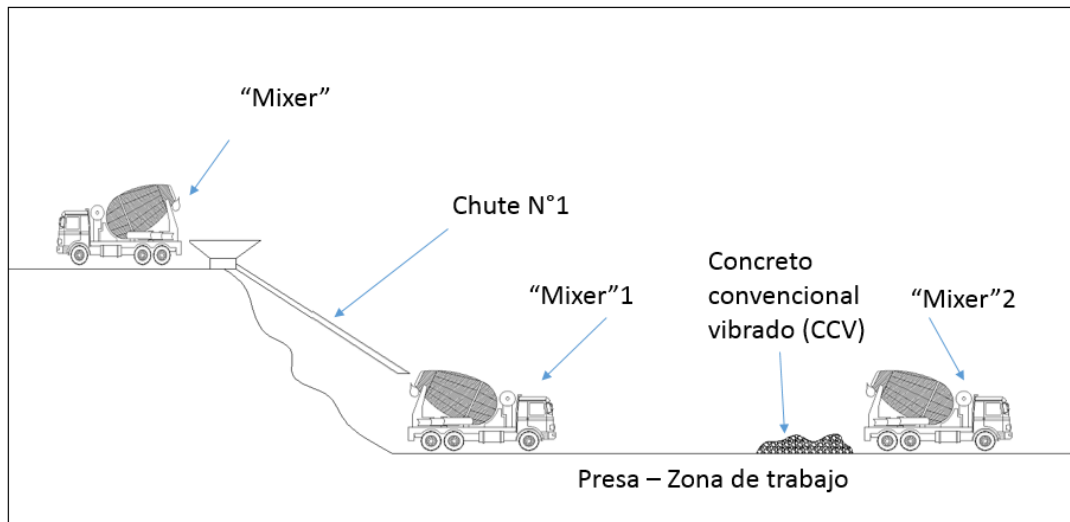 “Mixer”
Chute N°1
“Mixer”1
Concreto
convencional
vibrado (CCV)
“Mixer”2
Presa – Zona de trabajo